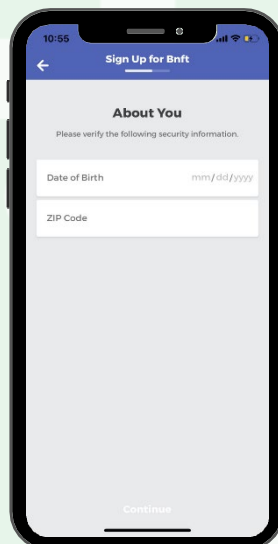 10:55
Sign Up for Bnft
About You
Please verify the following security information.
Date of Birth mm/dd/yyyy
ZIP Code
Continue